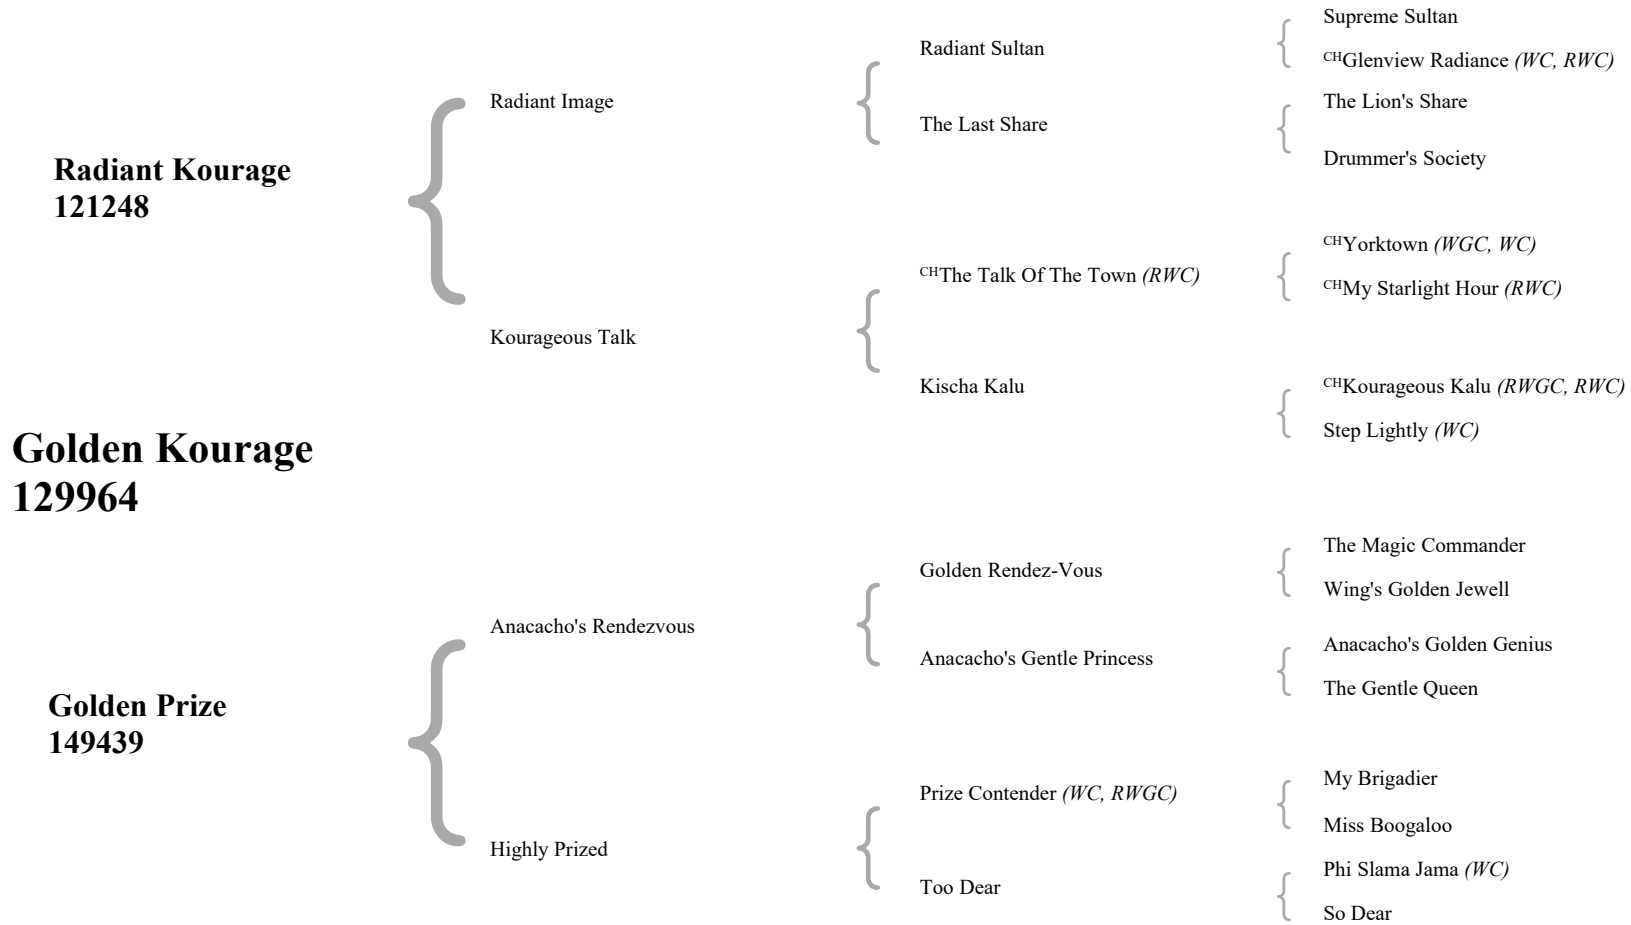 Supreme Sultan
Radiant Sultan
CHGlenview Radiance (WC, RWC)
Radiant Image
The Lion's Share
The Last Share
Drummer's Society
Radiant Kourage
121248
CHYorktown (WGC, WC)
CHThe Talk Of The Town (RWC)
CHMy Starlight Hour (RWC)
Kourageous Talk
Kischa Kalu
CHKourageous Kalu (RWGC, RWC)
Step Lightly (WC)
Golden Kourage
129964
The Magic Commander
Golden Rendez-Vous
Wing's Golden Jewell
Anacacho's Rendezvous
Anacacho's Golden Genius
Anacacho's Gentle Princess
The Gentle Queen
Golden Prize
149439
My Brigadier
Prize Contender (WC, RWGC)
Miss Boogaloo
Highly Prized
Phi Slama Jama (WC)
Too Dear
So Dear